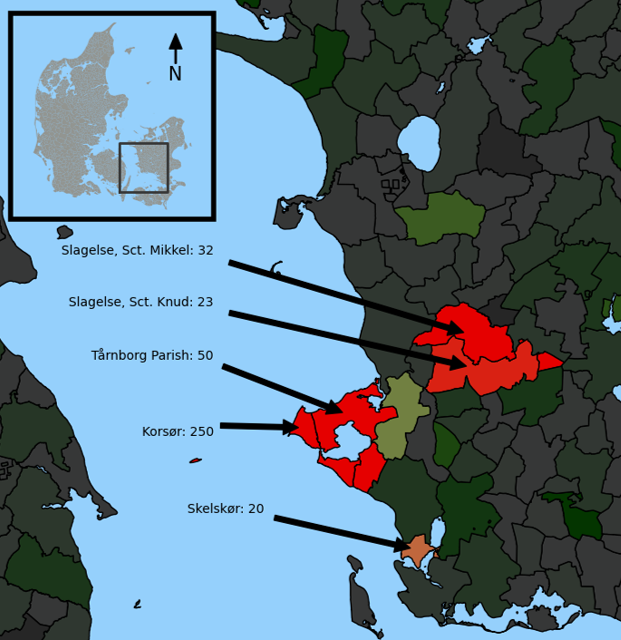 N
Slagelse, Sct. Mikkel: 32
Slagelse, Sct. Knud: 23
Tårnborg Parish: 50
Korsør: 250
Skelskør: 20